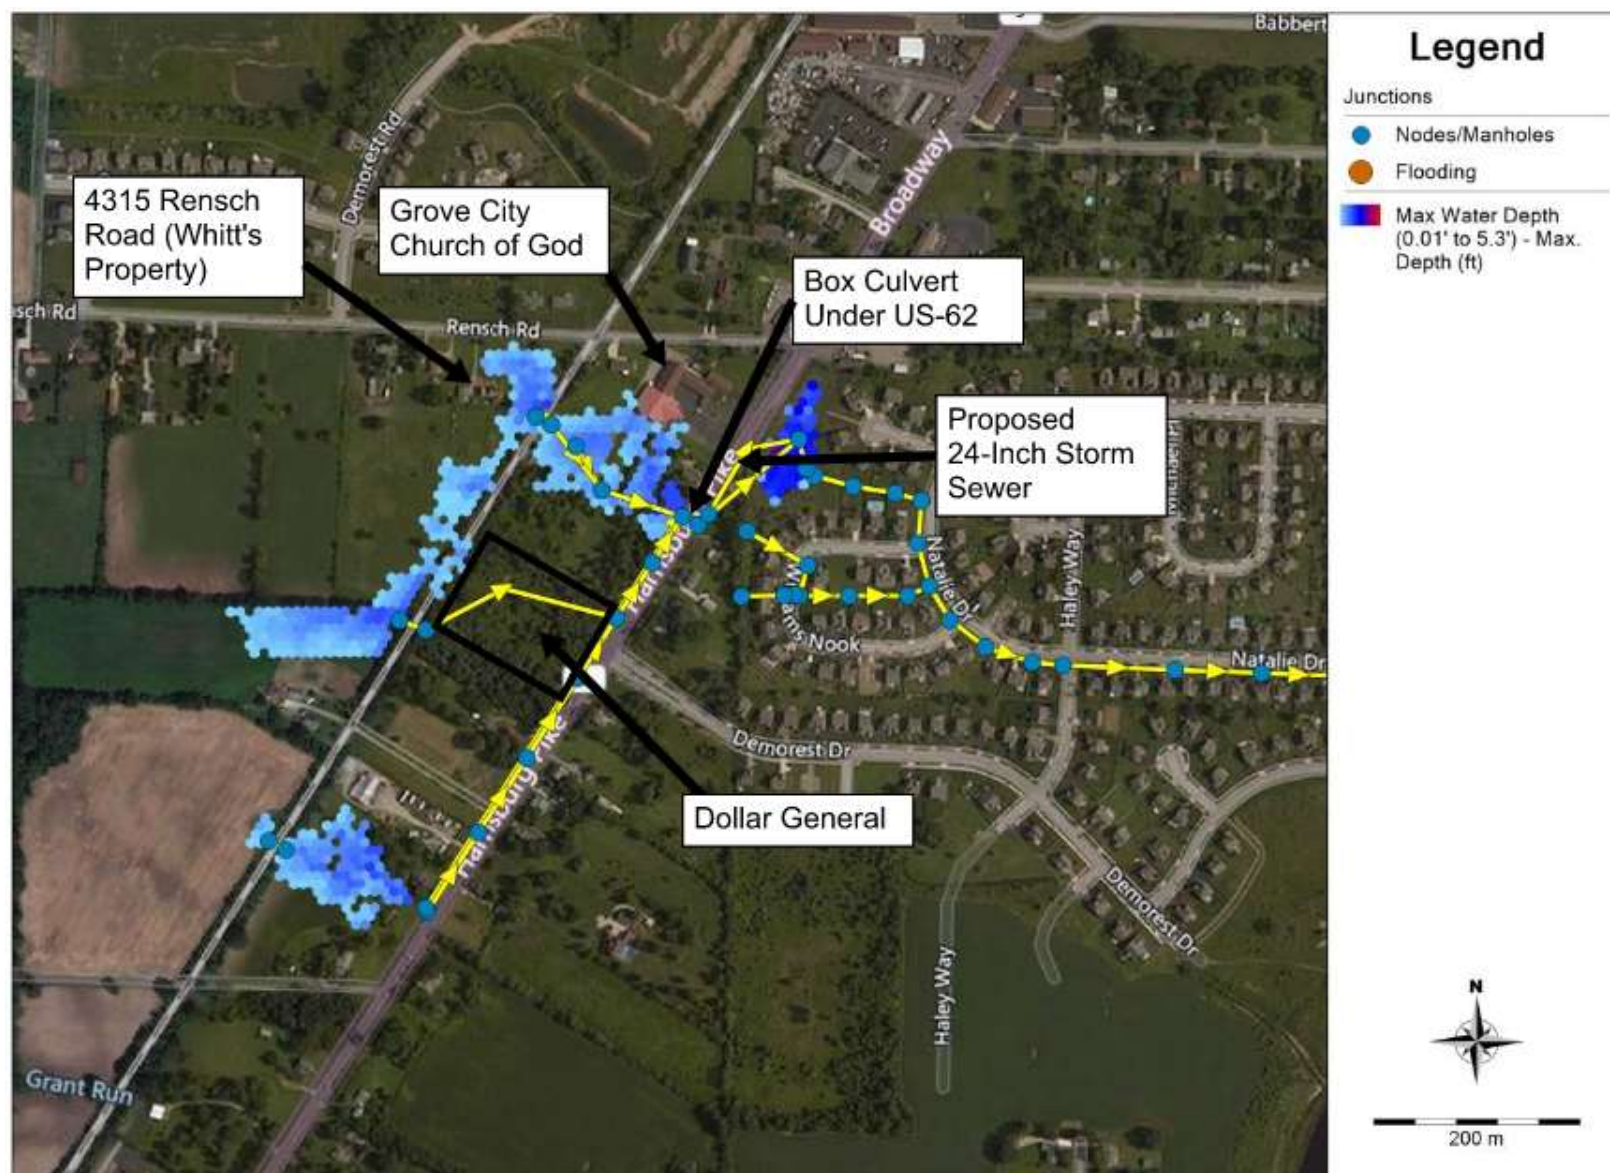 Babbert
Demorest Rd
Broadway
4315 Rensch
Road (Whitt's
Property)
Grove City
Church of God
Box Culvert
Under US-62
Rensch Rd
Proposed
24-Inch Storm
Sewer
Pike
Natalie Dr
Haley Way
Nook
Natalie Dr
Demorest Dr
Pike
Dollar General
Demorest Dr
Haley Way
Grant Run
Legend
Junctions
Nodes/Manholes
Flooding
Max Water Depth
(0.01' to 5.3') - Max.
Depth (ft)
N
200 m